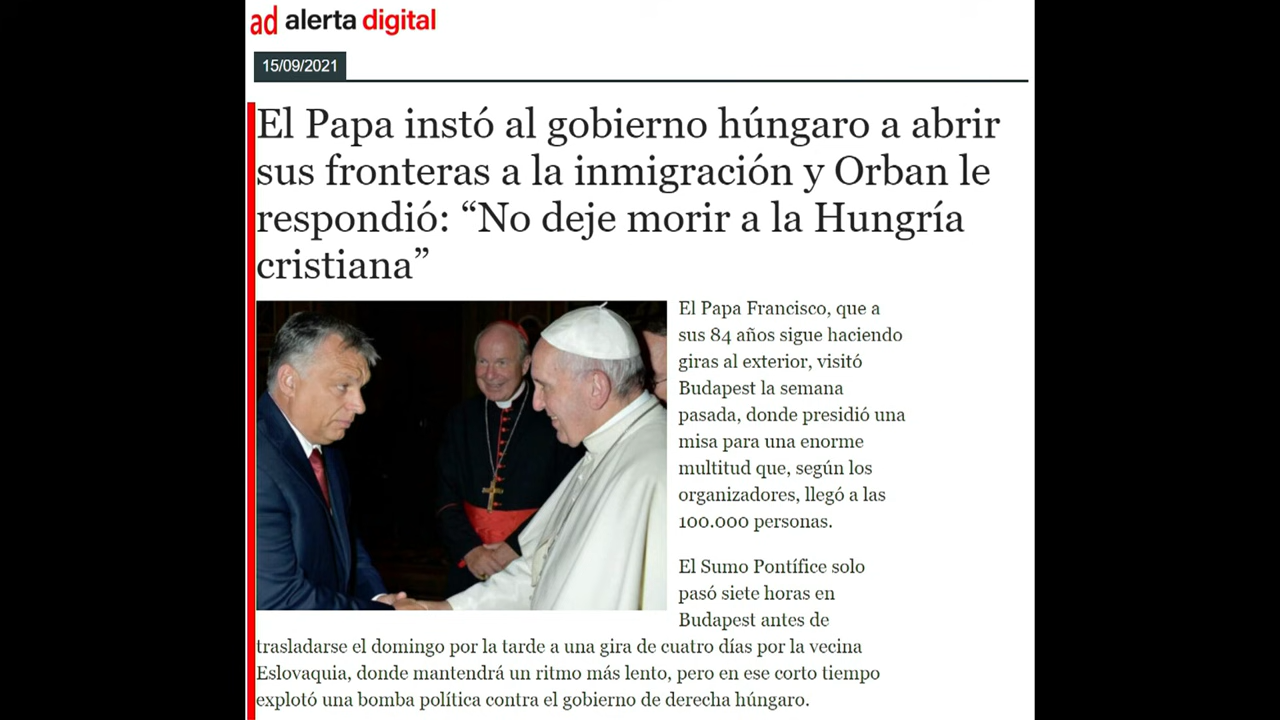 ad alerta digital
15/09/2021
El Papa instó al gobierno húngaro a abrir
sus fronteras a la inmigración y Orban le
respondió: “No deje morir a la Hungría
cristiana”
El Papa Francisco, que a
sus 84 años sigue haciendo
giras al exterior, visitó
Budapest la semana
pasada, donde presidió una
misa para una enorme
multitud que, según los
organizadores, llegó a las
100.000 personas.
El Sumo Pontífice solo
pasó siete horas en
Budapest antes de
trasladarse el domingo por la tarde a una gira de cuatro días por la vecina
Eslovaquia, donde mantendrá un ritmo más lento, pero en ese corto tiempo
explotó una bomba política contra el gobierno de derecha húngaro.